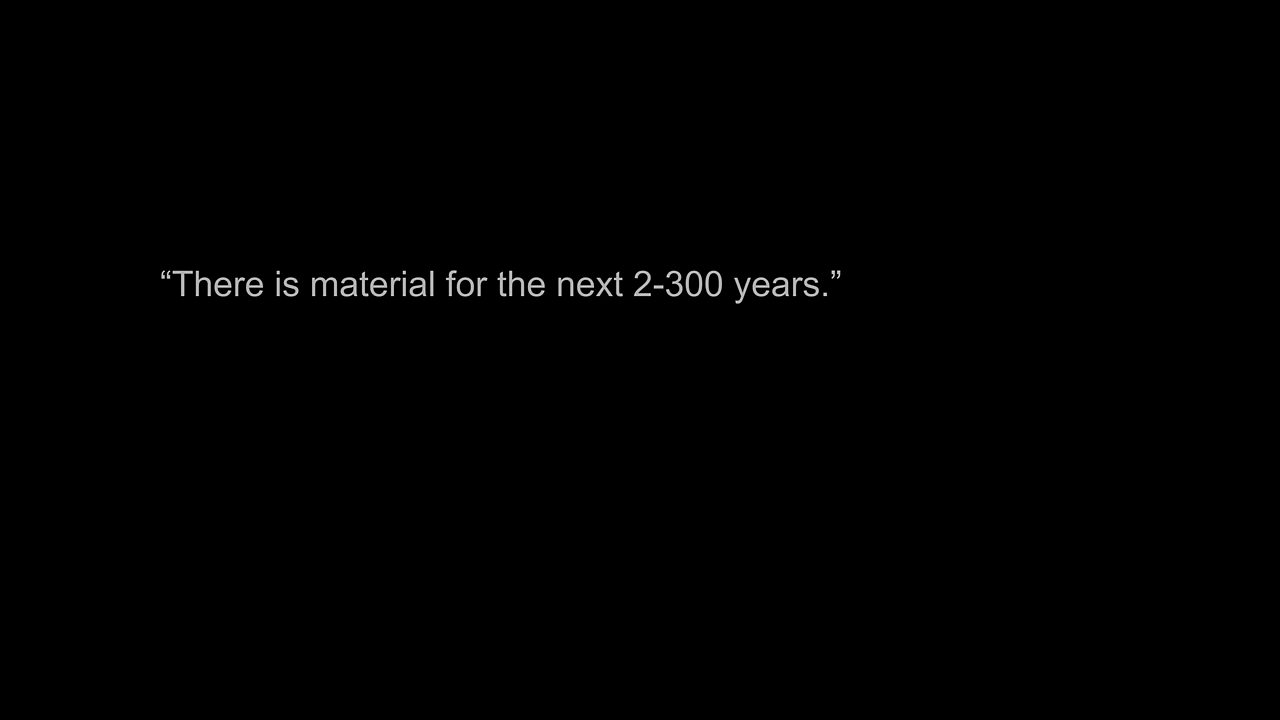 “There is material for the next 2-300 years.”